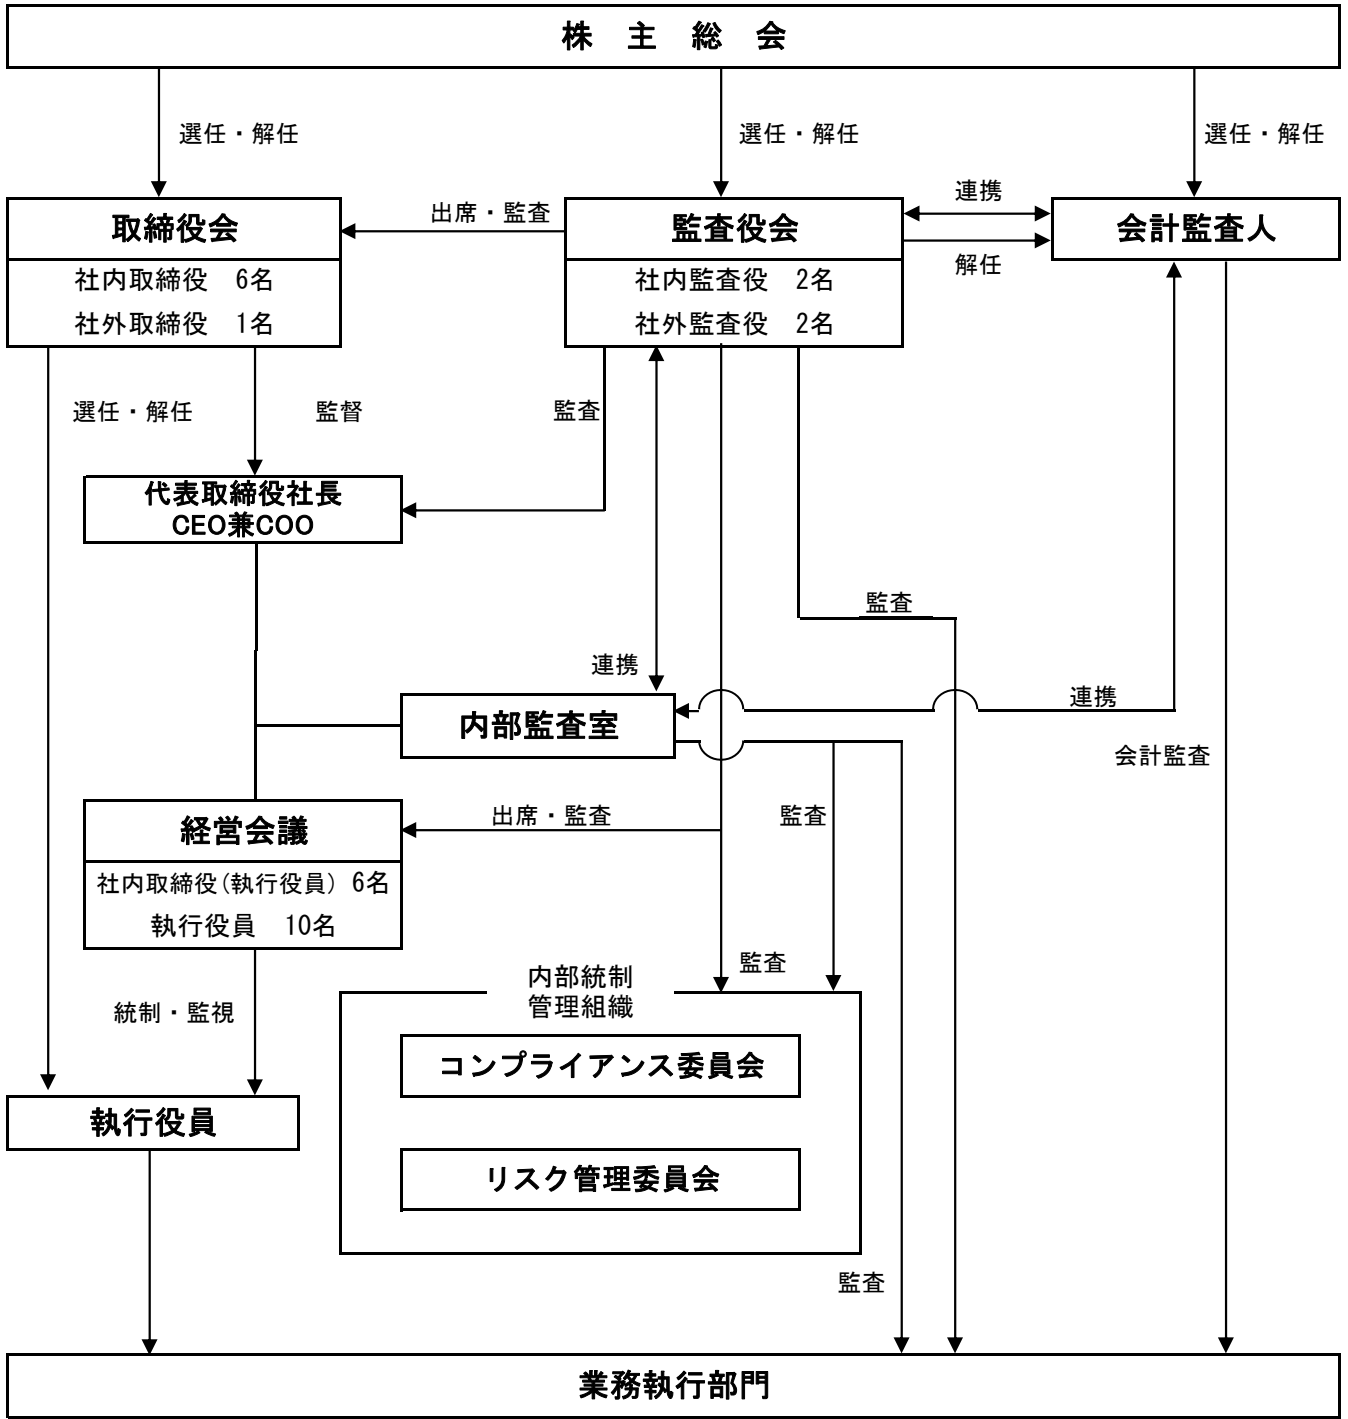 株　主　総　会
選任・解任
選任・解任
選任・解任
取締役会
社内取締役　6名
社外取締役　1名
出席・監査
監査役会
社内監査役　2名
社外監査役　2名
連携
解任
会計監査人
選任・解任
監督
監査
代表取締役社長
CEO兼COO
監査
連携
内部監査室
連携
会計監査
経営会議
社内取締役(執行役員) 6名
執行役員　10名
出席・監査
監査
監査
統制・監視
内部統制
管理組織
コンプライアンス委員会
リスク管理委員会
執行役員
監査
業務執行部門